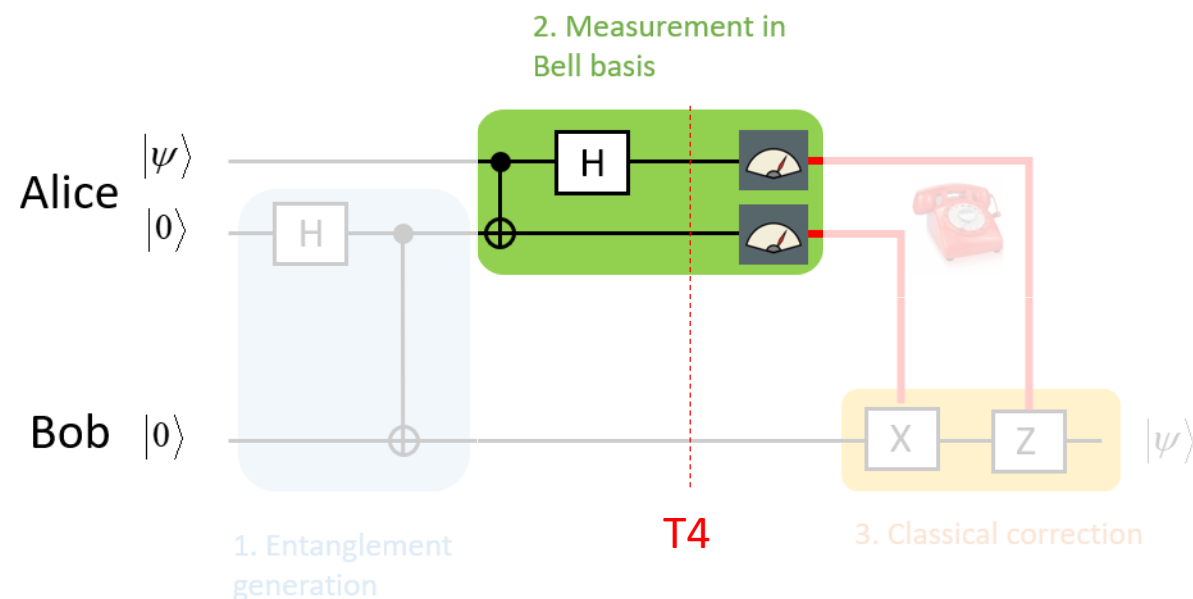 2. Measurement in
Bell basis
|ψ⟩
H
Alice
|0⟩
H
Bob
|0⟩
X
Z
|ψ⟩
T4
1. Entanglement
generation
3. Classical correction